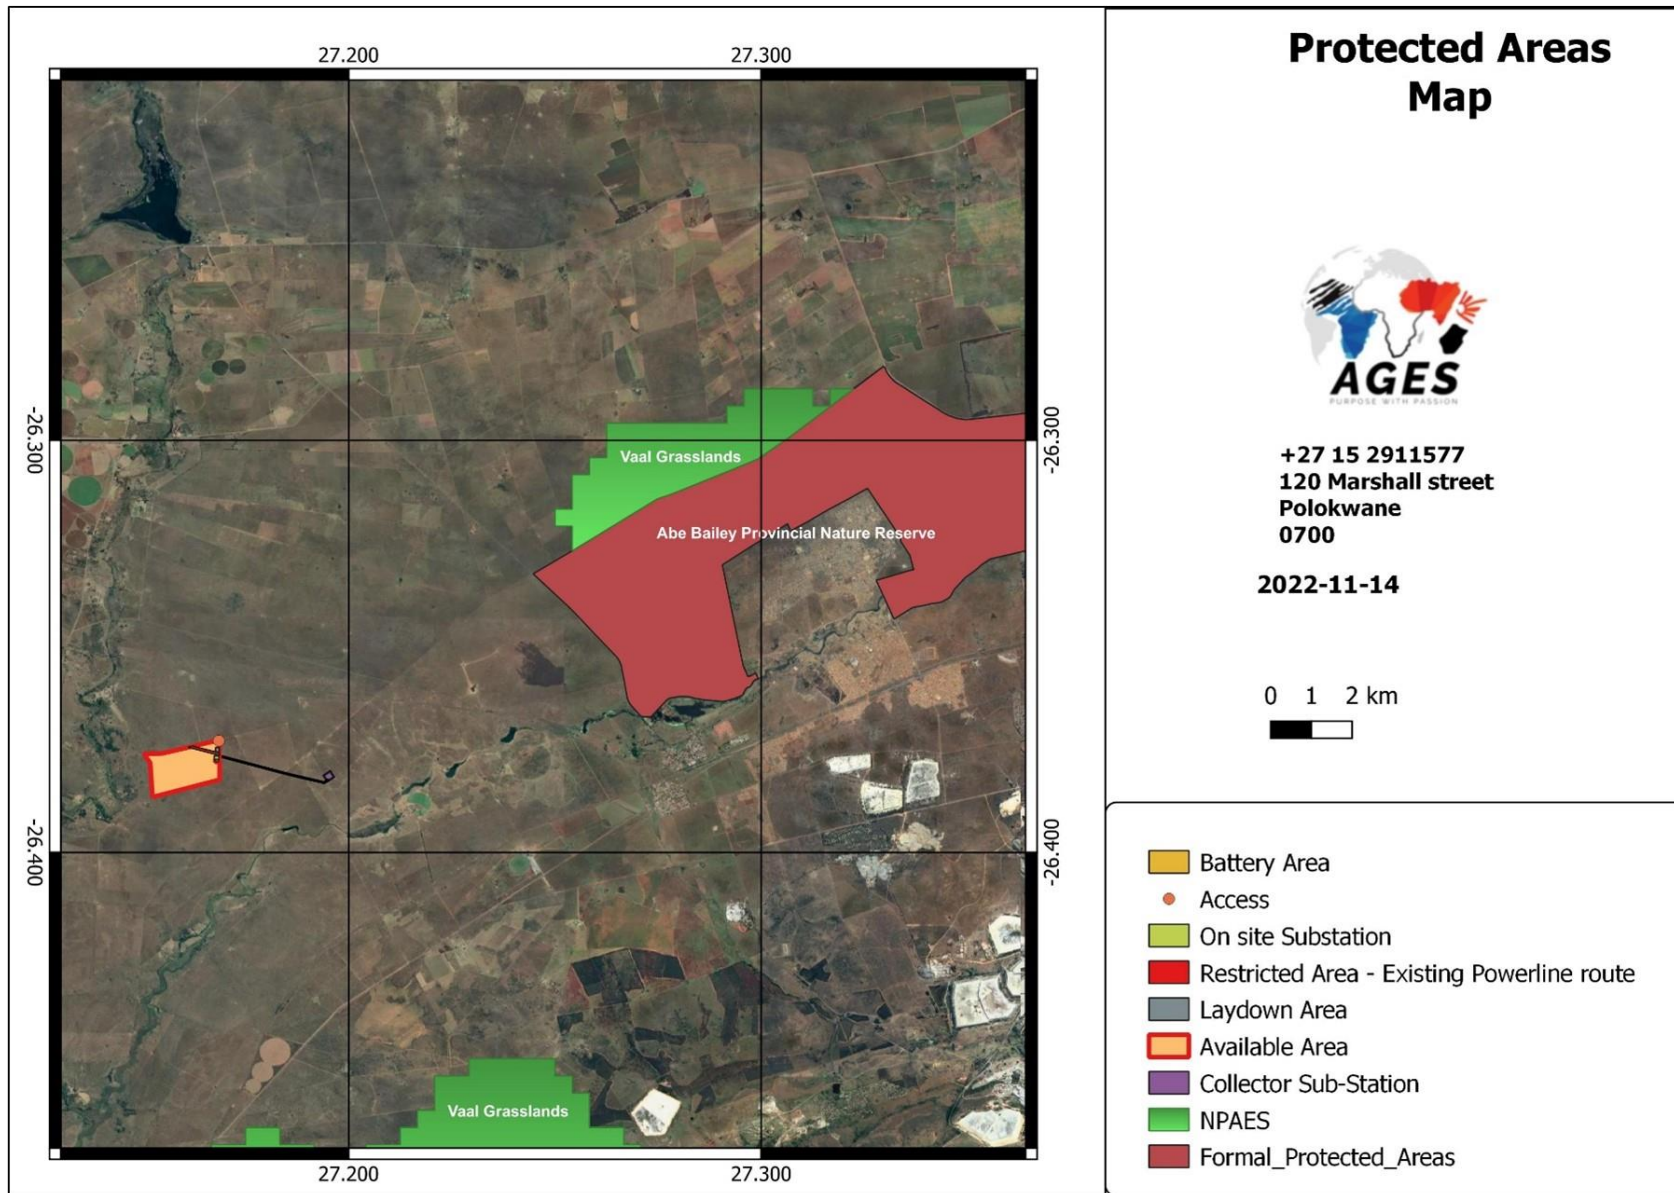 Protected Areas
Map
27.200
27.300
-26.300
-26.300
-26.400
-26.400
27.200
27.300
Vaal Grasslands
Abe Bailey Provincial Nature Reserve
Vaal Grasslands
AGES
PURPOSE WITH PASSION
+27 15 2911577
120 Marshall street
Polokwane
0700
2022-11-14
0 1 2 km
Battery Area
Access
On site Substation
Restricted Area - Existing Powerline route
Laydown Area
Available Area
Collector Sub-Station
NPAES
Formal_Protected_Areas